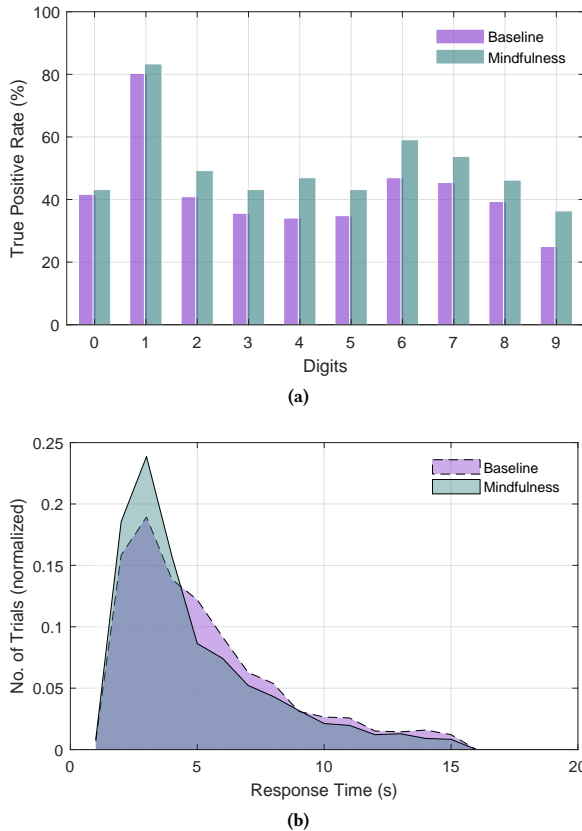 100
80
60
40
20
0
True Positive Rate (%)
Baseline
Mindfulness
0 1 2 3 4 5 6 7 8 9
Digits
(a)
0.25
0.2
0.15
0.1
0.05
0
No. of Trials (normalized)
Baseline
Mindfulness
0 5 10 15 20
Response Time (s)
(b)